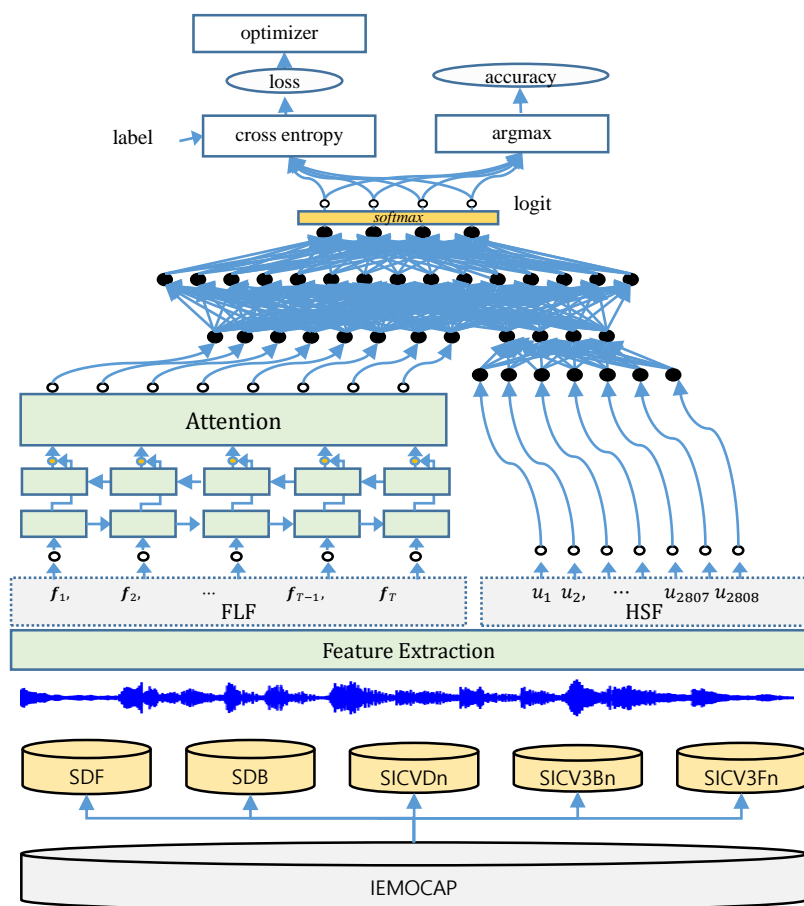 optimizer
loss
accuracy
label
cross entropy
argmax
softmax
logit
Attention
f1, f2, ... fT−1, fT
u1 u2, ... u2807 u2808
FLF
HSF
Feature Extraction
SDF
SDB
SICVDn
SICV3Bn
SICV3Fn
IEMOCAP